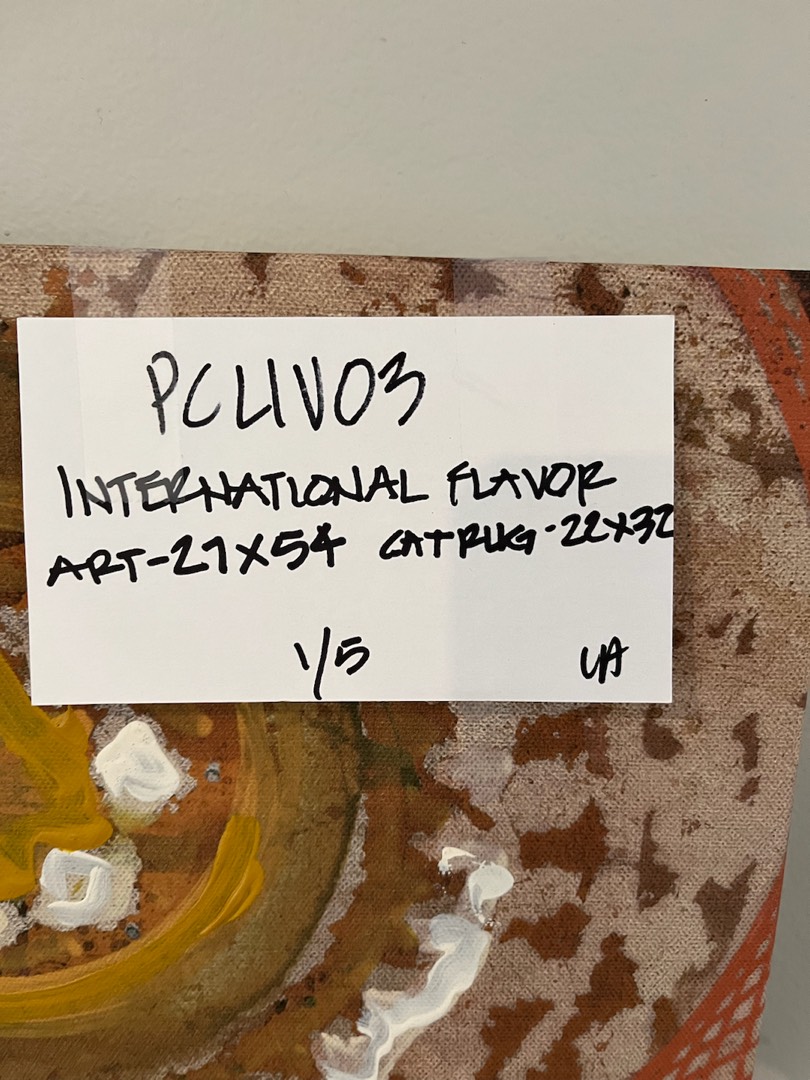 PCLIV03
INTERNATIONAL FLAVOR
ART-27X54 CATRUG-22X32
1/5 UA